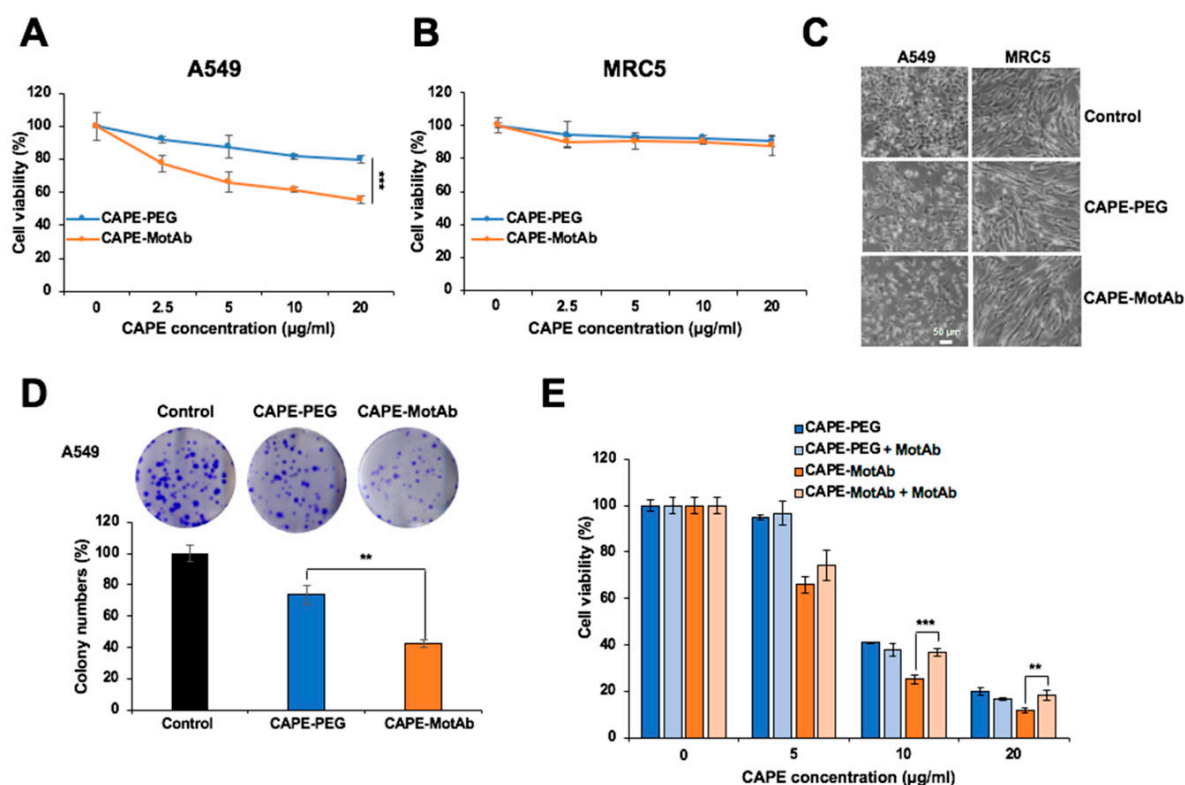 A
A549
120
100
80
60
40
20
0
Cell viability (%)
***
CAPE-PEG
CAPE-MotAb
0 2.5 5 10 20
CAPE concentration (µg/ml)
B
MRC5
120
100
80
60
40
20
0
Cell viability (%)
CAPE-PEG
CAPE-MotAb
0 2.5 5 10 20
CAPE concentration (µg/ml)
C
A549 MRC5
Control
CAPE-PEG
CAPE-MotAb
50 µm
D
Control CAPE-PEG CAPE-MotAb
A549
120
100
80
60
40
20
0
Colony numbers (%)
**
Control CAPE-PEG CAPE-MotAb
E
CAPE-PEG
CAPE-PEG + MotAb
CAPE-MotAb
CAPE-MotAb + MotAb
120
100
80
60
40
20
0
Cell viability (%)
***
**
0 5 10 20
CAPE concentration (µg/ml)